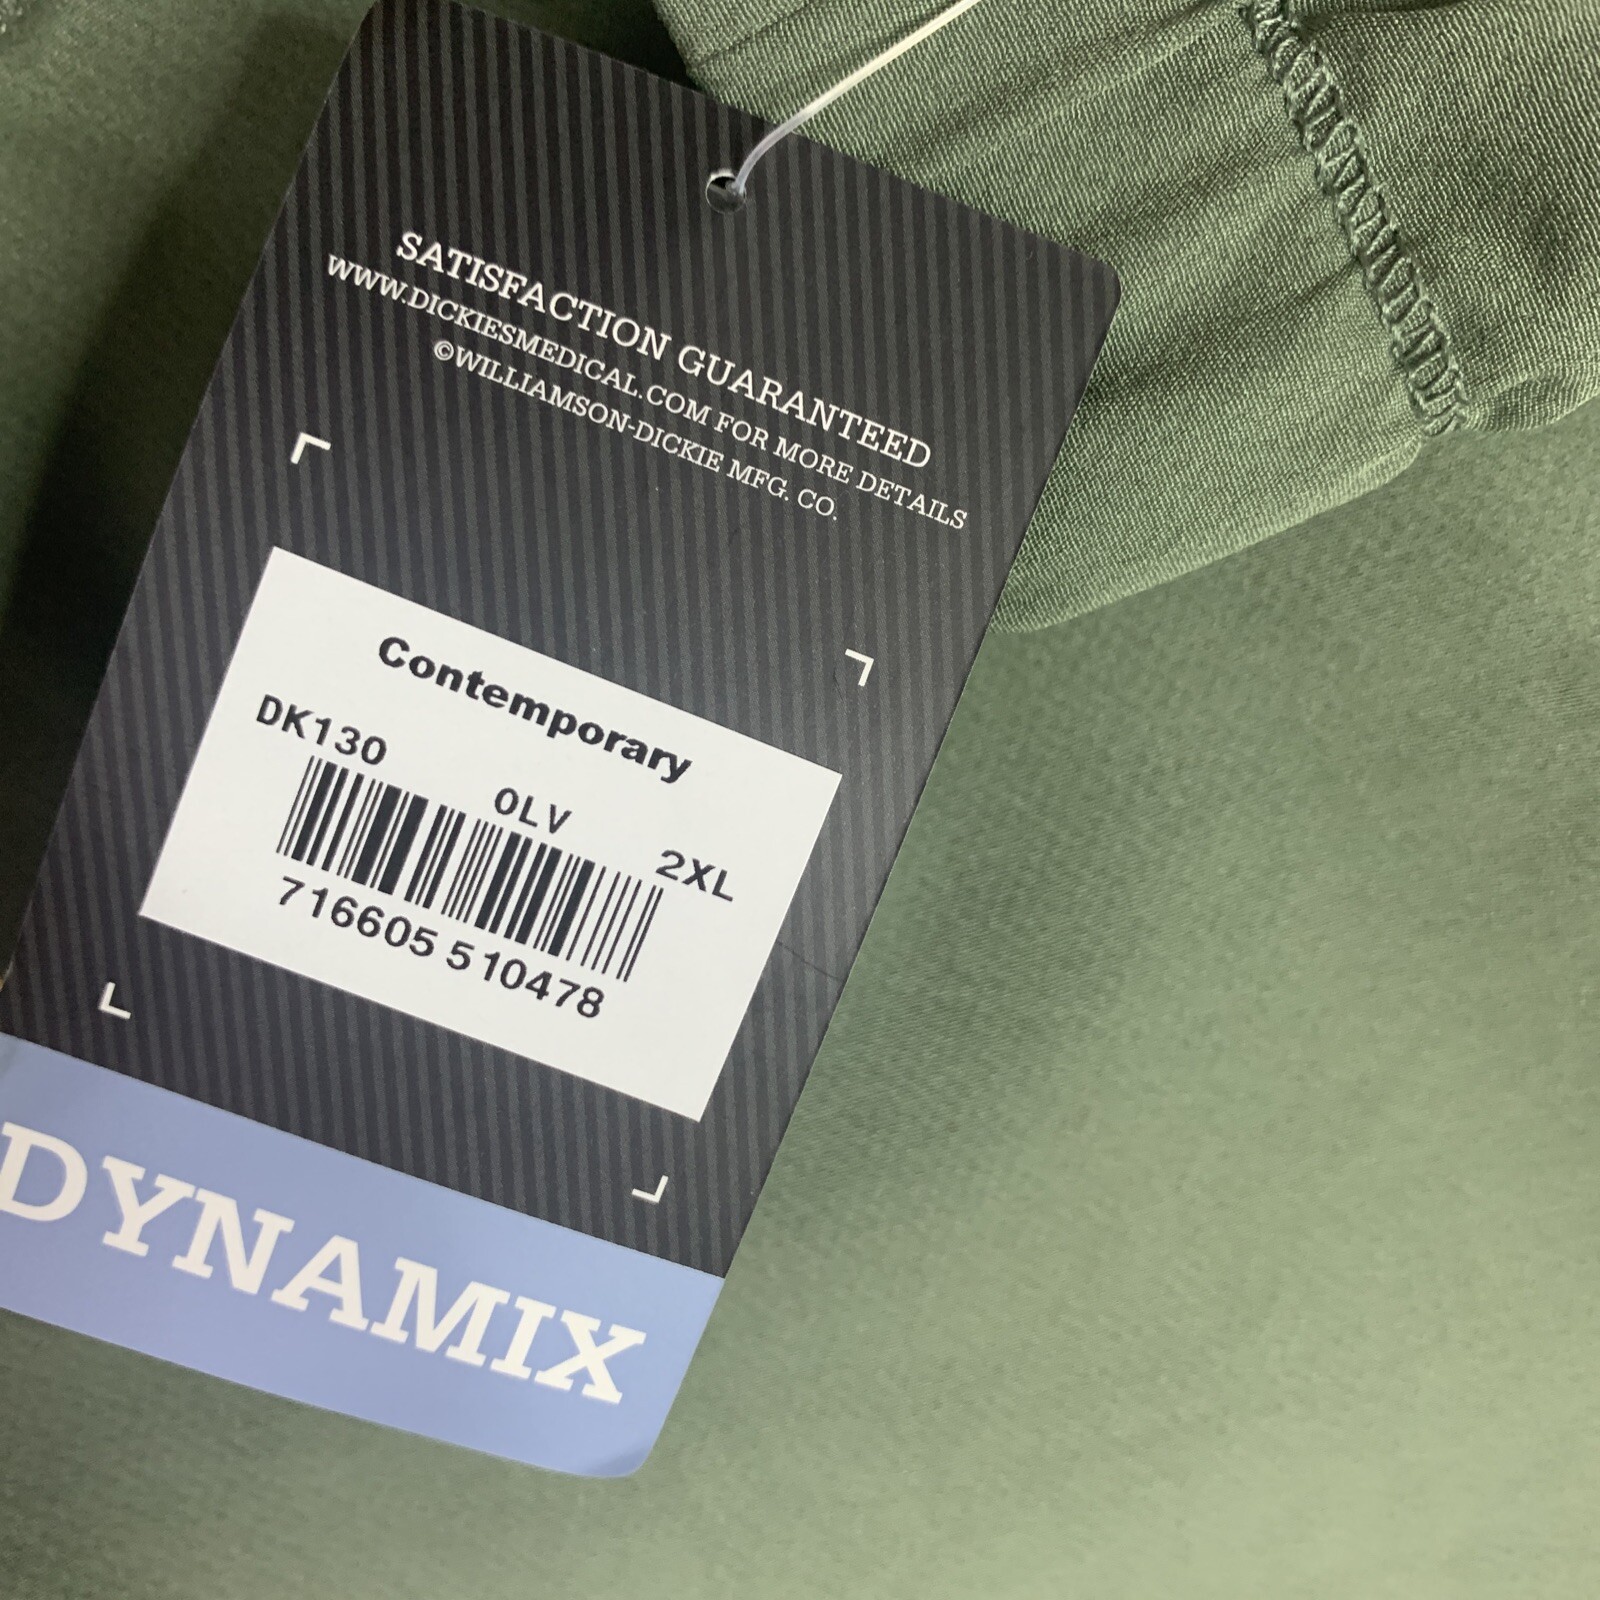 SATISFACTION GUARANTEED
WWW.DICKIESMEDICAL.COM FOR MORE DETAILS
©WILLIAMSON-DICKIE MFG. CO.
Contemporary
DK130
OLV
2XL
716605 510478
DYNAMIX